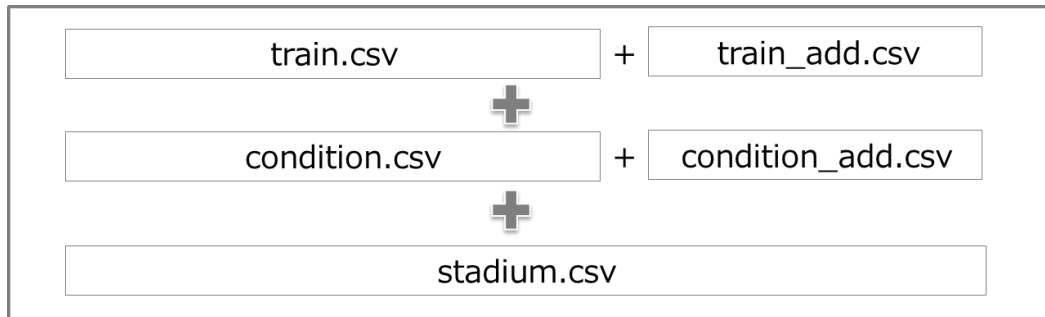 train.csv + train_add.csv
condition.csv + condition_add.csv
stadium.csv